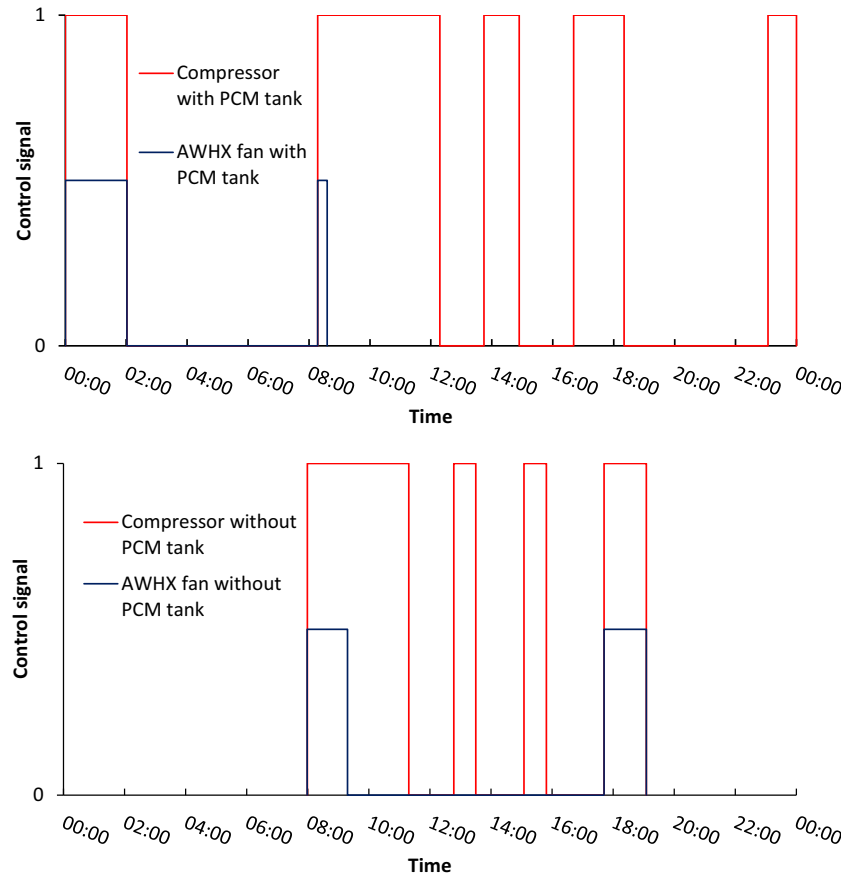 1
Compressor
with PCM tank
AWHX fan with
PCM tank
Control signal
0
00:00 02:00 04:00 06:00 08:00 10:00 12:00 14:00 16:00 18:00 20:00 22:00 00:00
Time
1
Compressor without
PCM tank
AWHX fan without
PCM tank
Control signal
0
00:00 02:00 04:00 06:00 08:00 10:00 12:00 14:00 16:00 18:00 20:00 22:00 00:00
Time